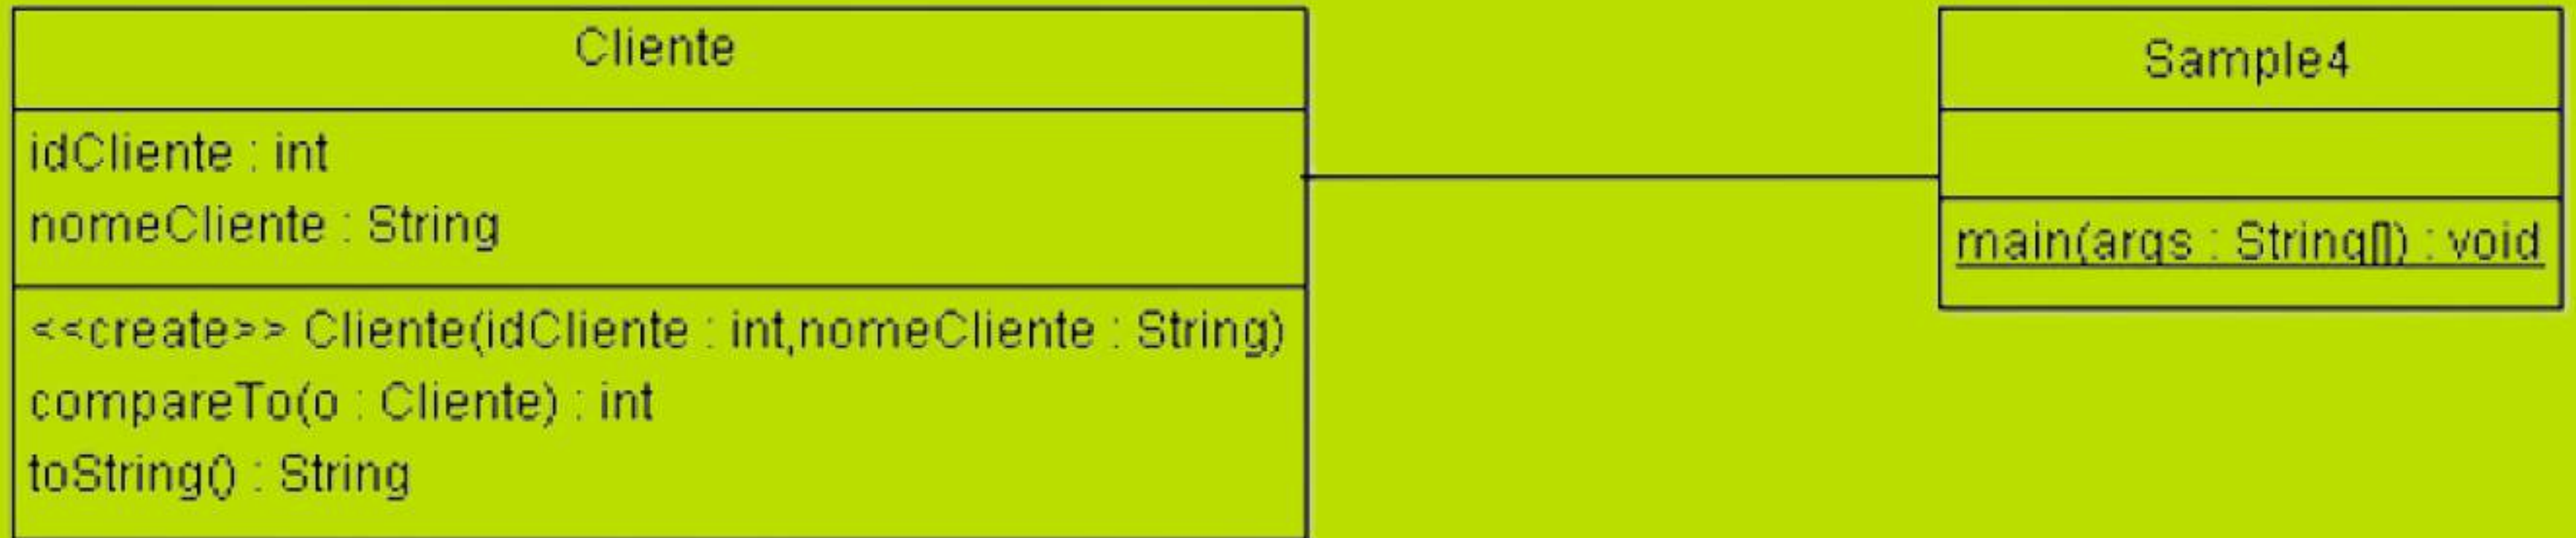 Cliente
idCliente : int
nomeCliente : String
<<create>> Cliente(idCliente : int,nomeCliente : String)
compareTo(o : Cliente) : int
toString() : String
Sample4
main(args : String[]) : void